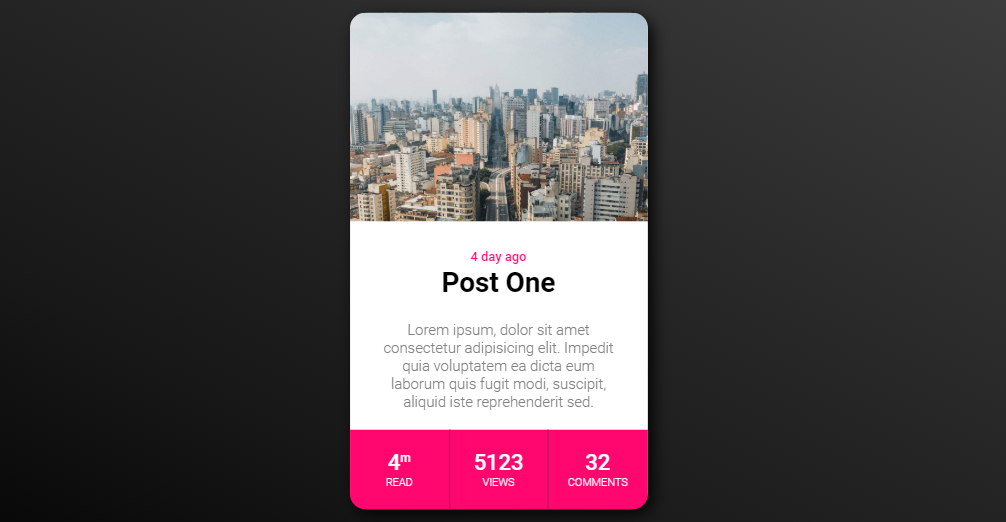 4 day ago
Post One
Lorem ipsum, dolor sit amet
consectetur adipisicing elit. Impedit
quia voluptatem ea dicta eum
laborum quis fugit modi, suscipit,
aliquid iste reprehenderit sed.
4m 5123 32
READ VIEWS COMMENTS